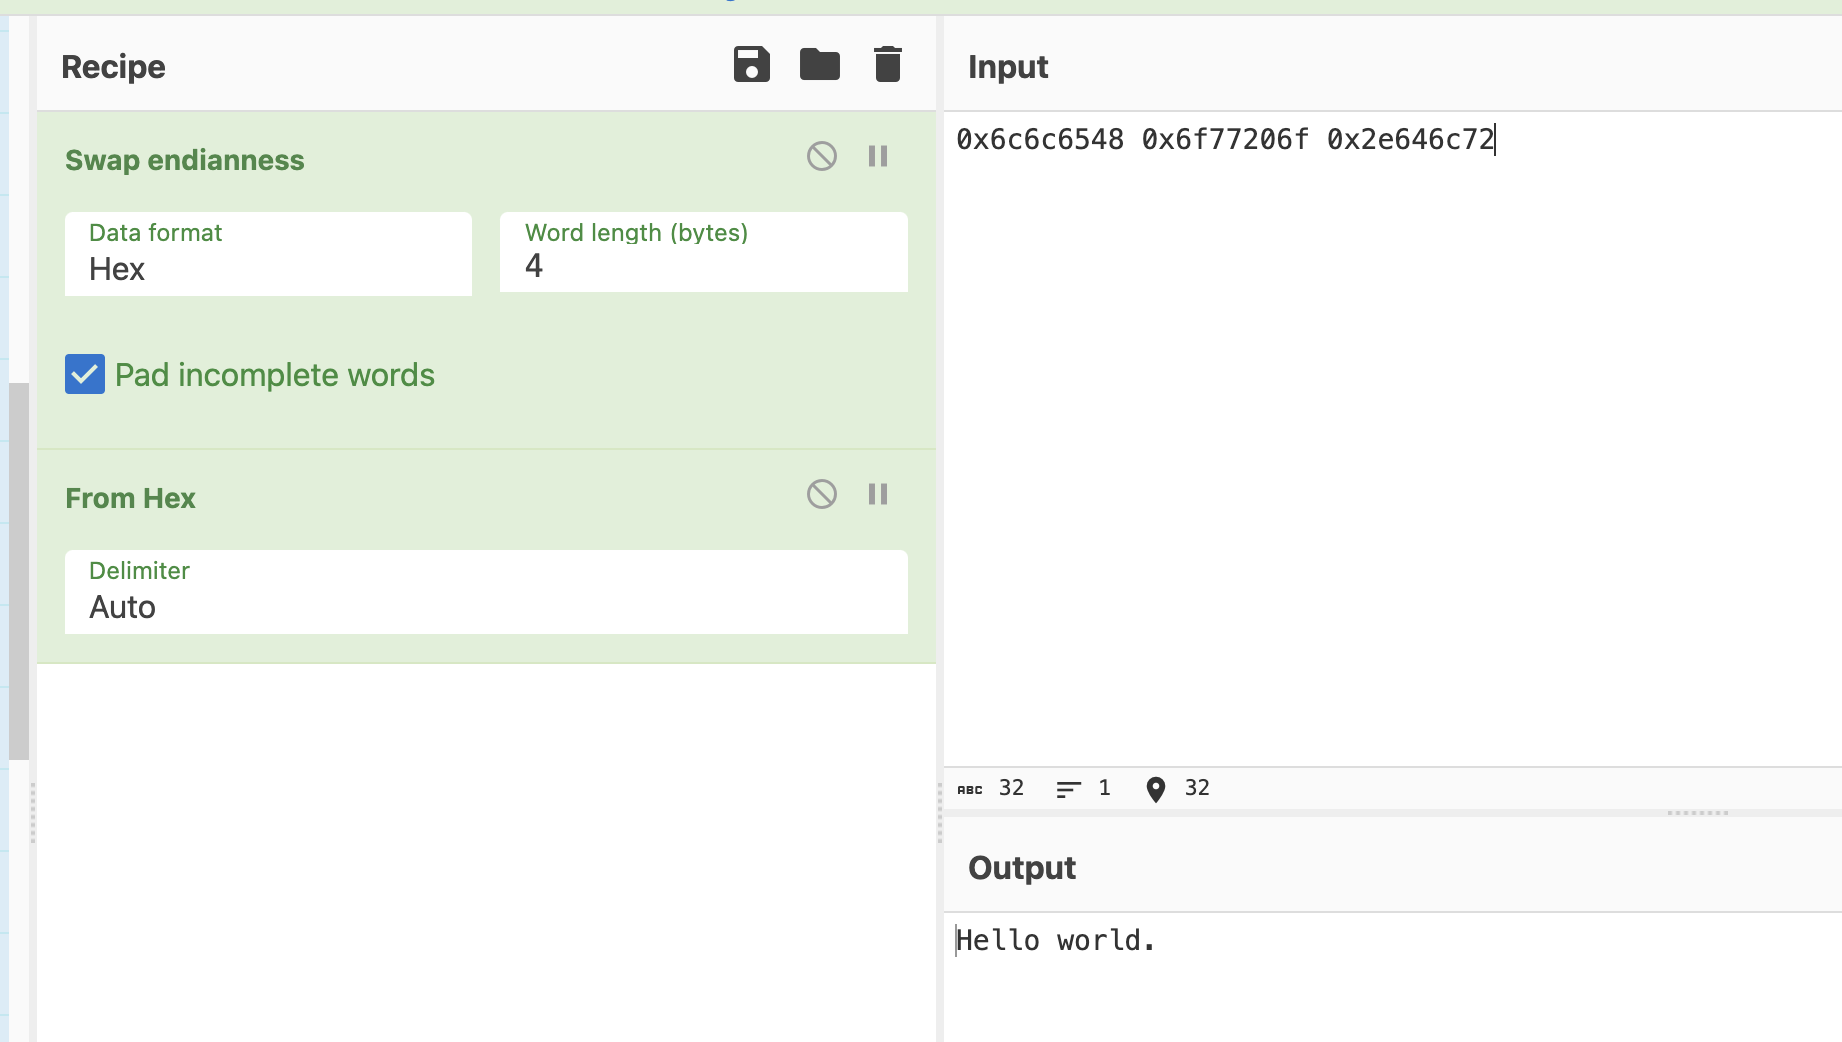 Recipe
Swap endianness
Data format
Hex
Word length (bytes)
4
Pad incomplete words
From Hex
Delimiter
Auto
Input
0x6c6c6548 0x6f77206f 0x2e646c72
ABC 32 1 32
Output
Hello world.